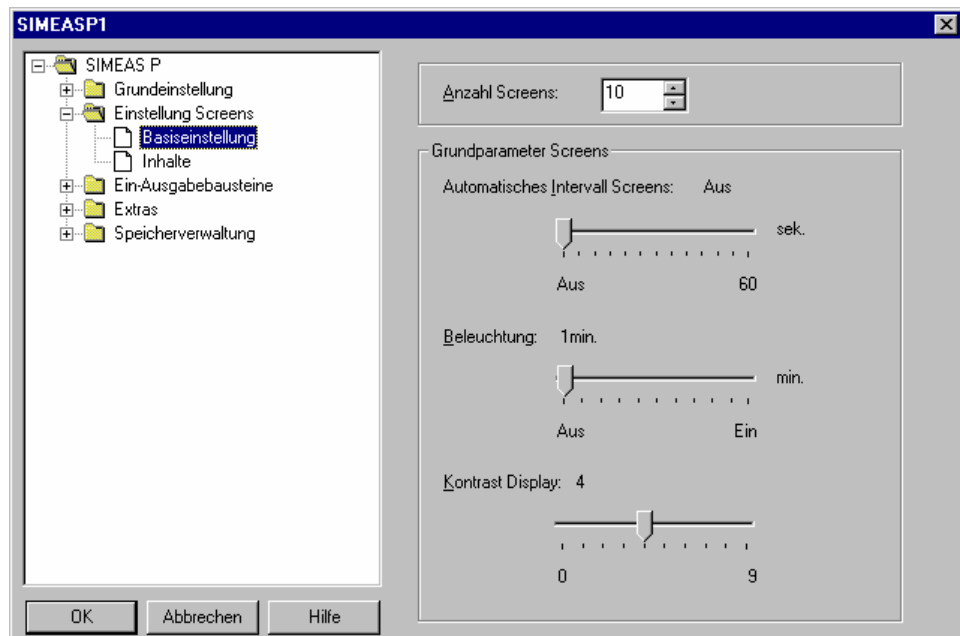 SIMEASP1
SIMEAS P
Grundeinstellung
Einstellung Screens
Basiseinstellung
Inhalte
Ein-Ausgabebausteine
Extras
Speicherverwaltung
OK
Abbrechen
Hilfe
Anzahl Screens: 10
Grundparameter Screens
Automatisches Intervall Screens: Aus
sek.
Aus 60
Beleuchtung: 1min.
min.
Aus Ein
Kontrast Display: 4
0 9